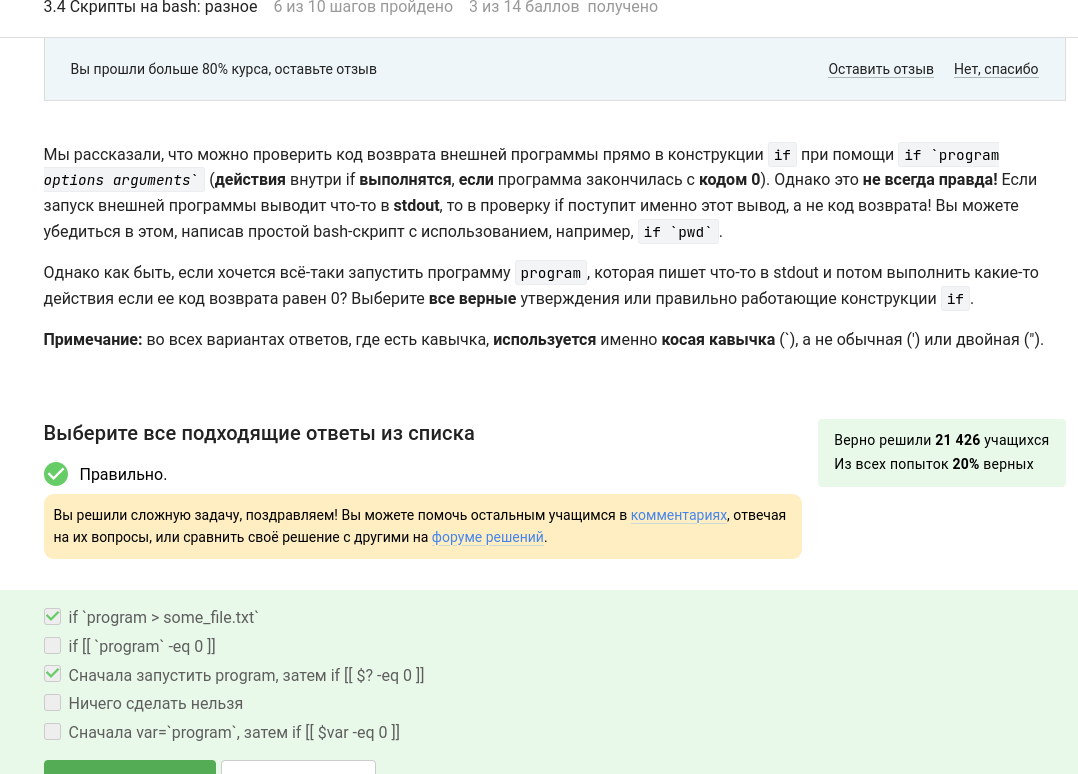 3.4 Скрипты на bash: разное 6 из 10 шагов пройдено 3 из 14 баллов получено
Вы прошли больше 80% курса, оставьте отзыв Оставить отзыв Нет, спасибо
Мы рассказали, что можно проверить код возврата внешней программы прямо в конструкции if при помощи if `program
options arguments` (действия внутри if выполнятся, если программа закончилась с кодом 0). Однако это не всегда правда! Если
запуск внешней программы выводит что-то в stdout, то в проверку if поступит именно этот вывод, а не код возврата! Вы можете
убедиться в этом, написав простой bash-скрипт с использованием, например, if `pwd`.
Однако как быть, если хочется всё-таки запустить программу program, которая пишет что-то в stdout и потом выполнить какие-то
действия если ее код возврата равен 0? Выберите все верные утверждения или правильно работающие конструкции if.
Примечание: во всех вариантах ответов, где есть кавычка, используется именно косая кавычка (`), а не обычная (') или двойная (").
Выберите все подходящие ответы из списка
Верно решили 21 426 учащихся
Из всех попыток 20% верных
Правильно.
Вы решили сложную задачу, поздравляем! Вы можете помочь остальным учащимся в комментариях, отвечая
на их вопросы, или сравнить своё решение с другими на форуме решений.
if `program > some_file.txt`
if [[ `program` -eq 0 ]]
Сначала запустить program, затем if [[ $? -eq 0 ]]
Ничего сделать нельзя
Сначала var=`program`, затем if [[ $var -eq 0 ]]